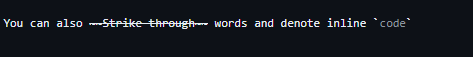 You can also ~~Strike through~~ words and denote inline `code`